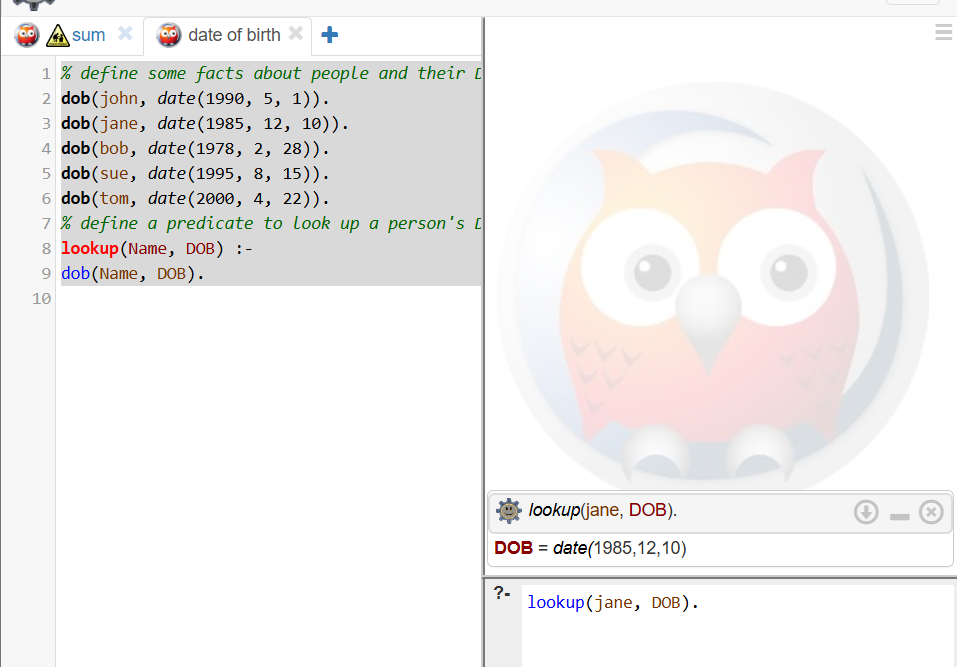 sum
date of birth
1 % define some facts about people and their
2 dob(john, date(1990, 5, 1)).
3 dob(jane, date(1985, 12, 10)).
4 dob(bob, date(1978, 2, 28)).
5 dob(sue, date(1995, 8, 15)).
6 dob(tom, date(2000, 4, 22)).
7 % define a predicate to look up a person's
8 lookup(Name, DOB) :-
9 dob(Name, DOB).
10
lookup(jane, DOB).
DOB = date(1985,12,10)
?- lookup(jane, DOB).